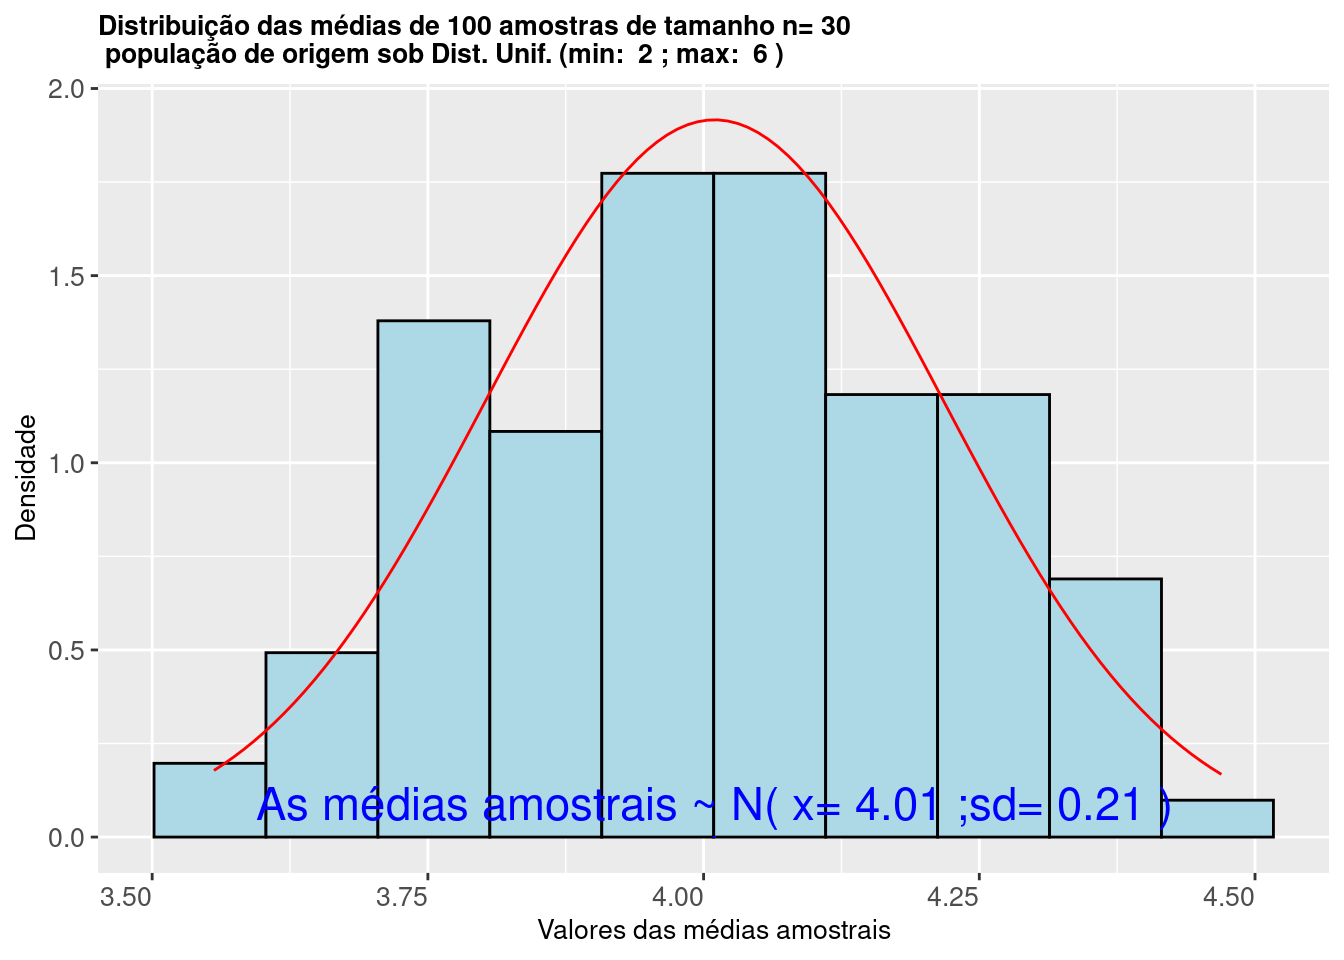 Distribuição das médias de 100 amostras de tamanho n= 30
população de origem sob Dist. Unif. (min:  2 ; max:  6 )
2.0
1.5
1.0
0.5
0.0
Densidade
As médias amostrais ~ N( x= 4.01 ;sd= 0.21 )
3.50 3.75 4.00 4.25 4.50
Valores das médias amostrais